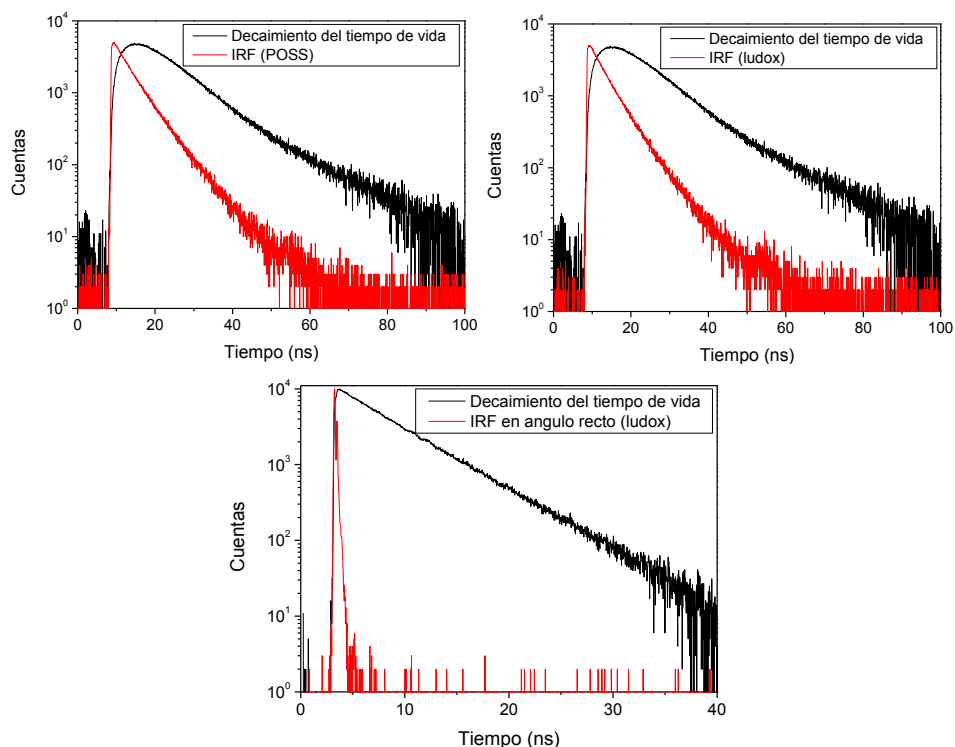 Decaimiento del tiempo de vida
IRF (POSS)
Cuentas
10^4
10^3
10^2
10^1
10^0
0 20 40 60 80 100
Tiempo (ns)
Decaimiento del tiempo de vida
IRF (ludox)
Cuentas
10^4
10^3
10^2
10^1
10^0
0 20 40 60 80 100
Tiempo (ns)
Decaimiento del tiempo de vida
IRF en angulo recto (ludox)
Cuentas
10^4
10^3
10^2
10^1
10^0
0 10 20 30 40
Tiempo (ns)